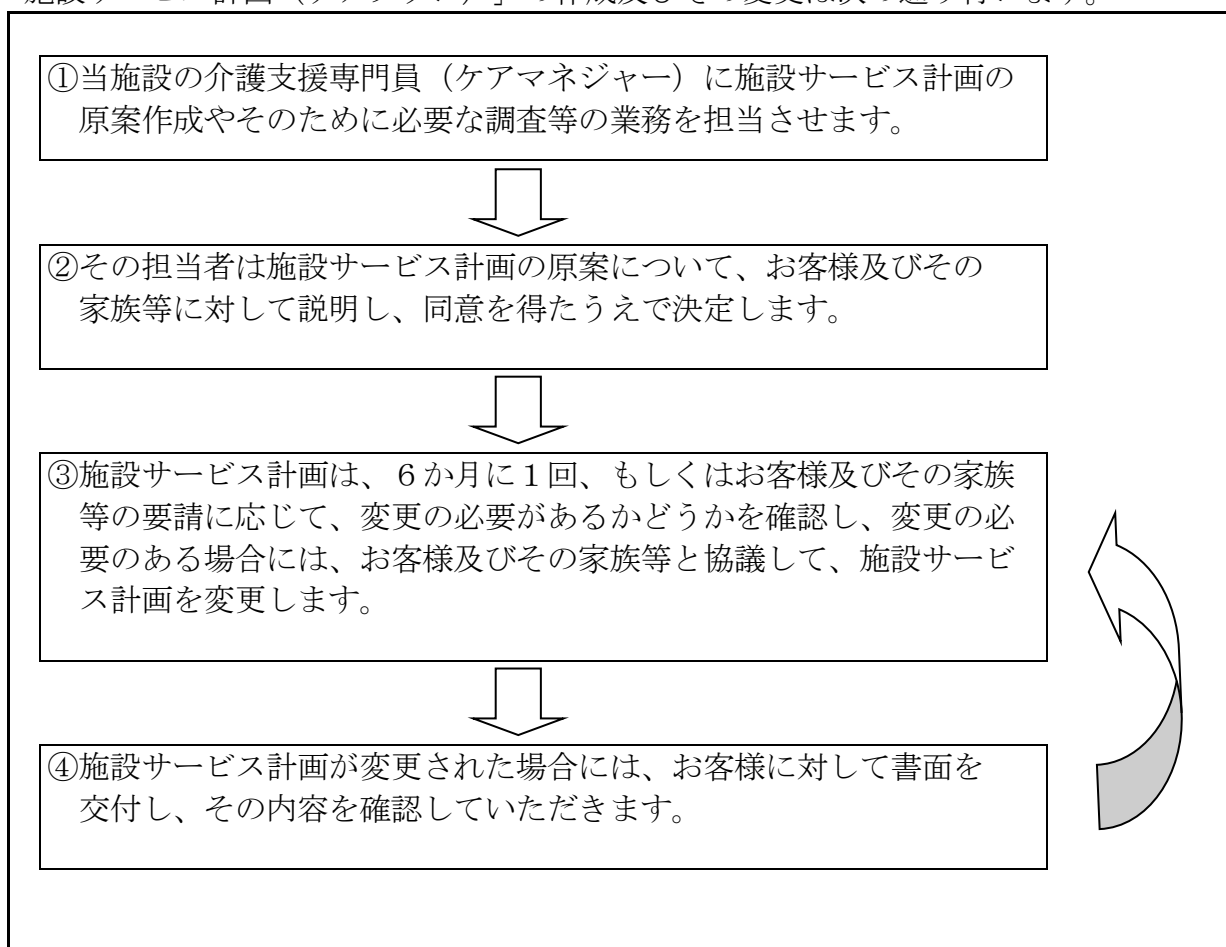 ①当施設の介護支援専門員（ケアマネジャー）に施設サービス計画の
原案作成やそのために必要な調査等の業務を担当させます。
②その担当者は施設サービス計画の原案について、お客様及びその
家族等に対して説明し、同意を得たうえで決定します。
③施設サービス計画は、６か月に１回、もしくはお客様及びその家族
等の要請に応じて、変更の必要があるかどうかを確認し、変更の必
要のある場合には、お客様及びその家族等と協議して、施設サービ
ス計画を変更します。
④施設サービス計画が変更された場合には、お客様に対して書面を
交付し、その内容を確認していただきます。